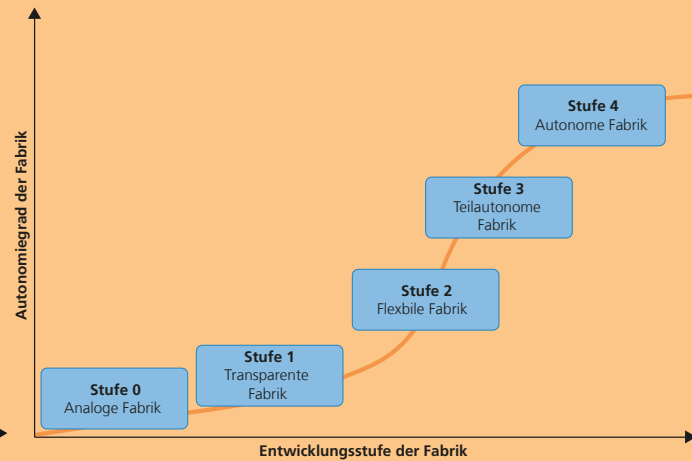 Autonomiegrad der Fabrik
Stufe 4
Autonome Fabrik
Stufe 3
Teilautonome
Fabrik
Stufe 2
Flexbile Fabrik
Stufe 1
Transparente
Fabrik
Stufe 0
Analoge Fabrik
Entwicklungsstufe der Fabrik